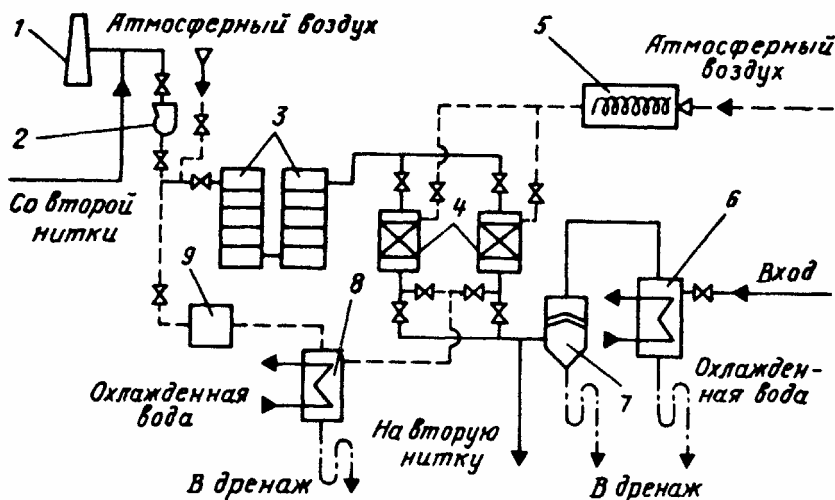 1
Атмосферный воздух
5
Атмосферный
воздух
2
3
Со второй
нитки
4
6
Вход
9
8
Охлажденная
вода
7
Охлажден-
ная вода
На вторую
нитку
В дренаж
В дренаж